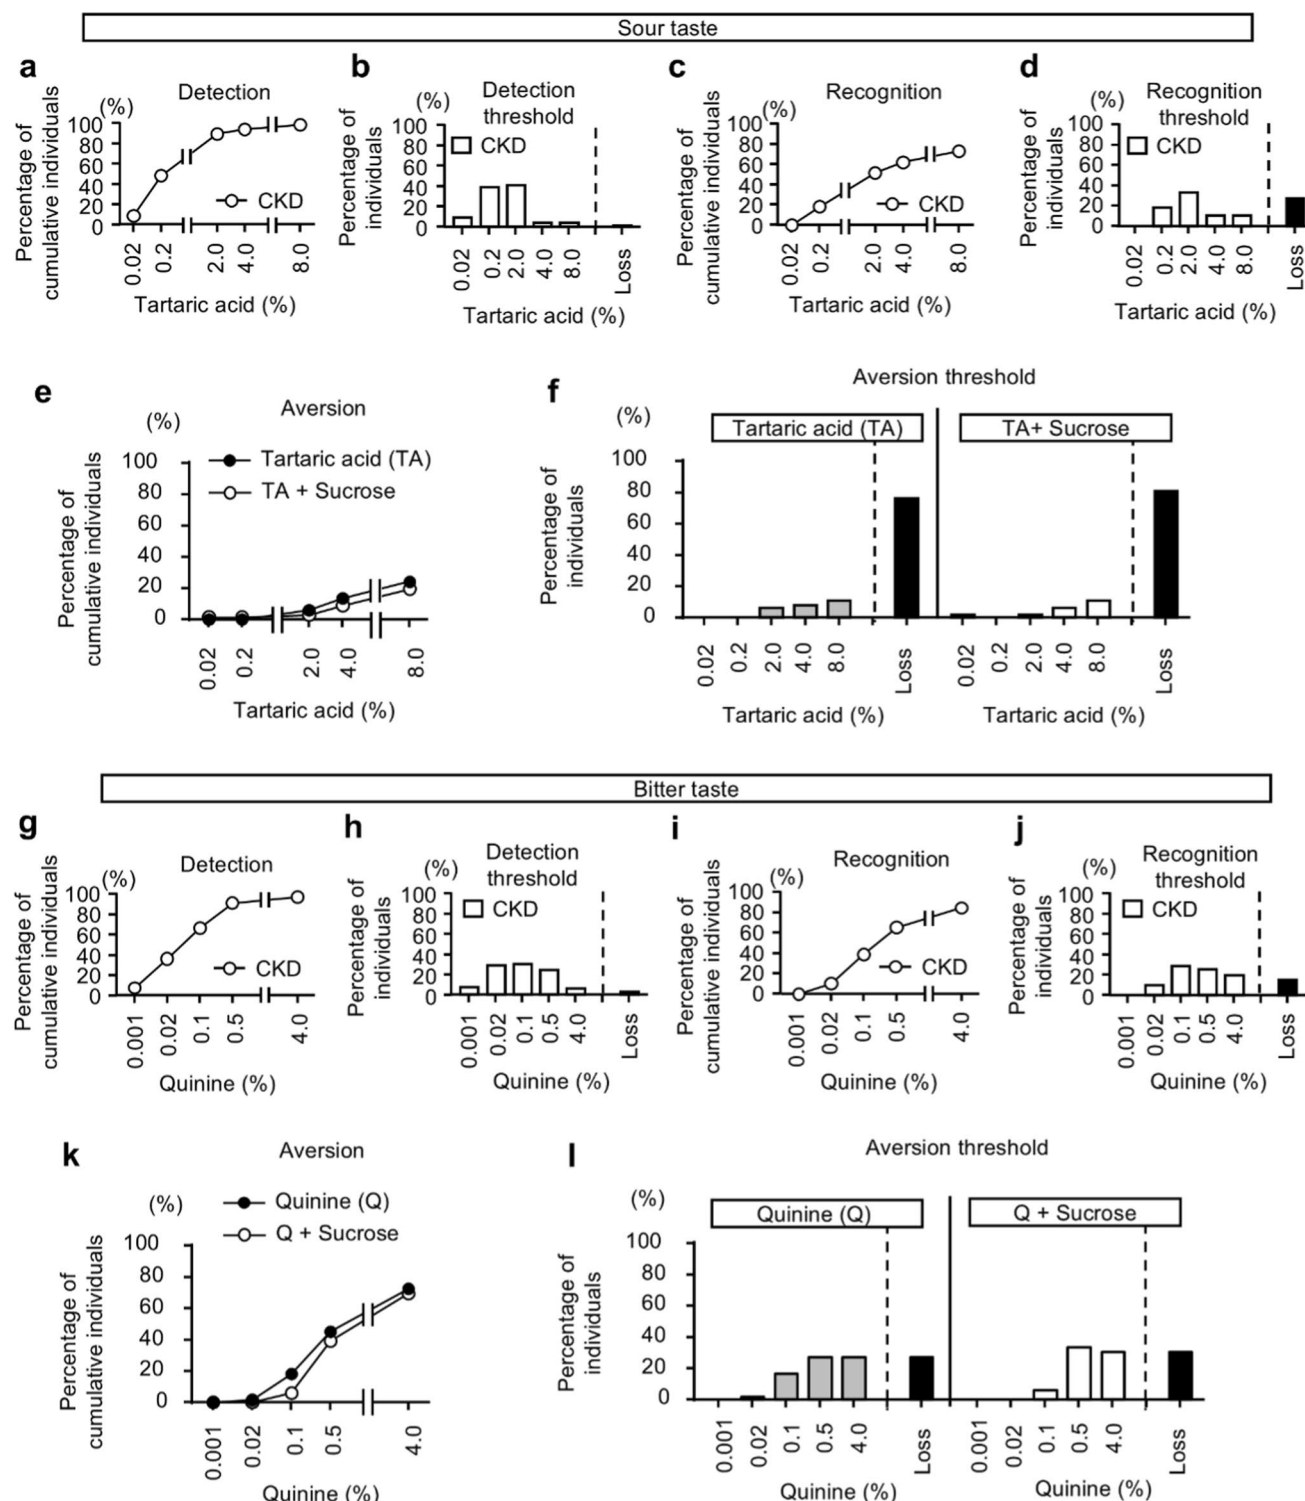 Sour taste
a
Detection
(%)
Percentage of
cumulative individuals
100
80
60
40
20
0
CKD
0.02
0.2
2.0
4.0
8.0
Tartaric acid (%)
b
Detection
threshold
(%)
Percentage of
individuals
100
80
60
40
20
0
CKD
0.02
0.2
2.0
4.0
8.0
Loss
Tartaric acid (%)
c
Recognition
(%)
Percentage of
cumulative individuals
100
80
60
40
20
0
CKD
0.02
0.2
2.0
4.0
8.0
Tartaric acid (%)
d
Recognition
threshold
(%)
Percentage of
individuals
100
80
60
40
20
0
CKD
0.02
0.2
2.0
4.0
8.0
Loss
Tartaric acid (%)
e
Aversion
(%)
Tartaric acid (TA)
TA + Sucrose
Percentage of
cumulative individuals
100
80
60
40
20
0
0.02
0.2
2.0
4.0
8.0
Tartaric acid (%)
f
Aversion threshold
(%)
Tartaric acid (TA)
TA+ Sucrose
Percentage of
individuals
100
80
60
40
20
0
0.02
0.2
2.0
4.0
8.0
Loss
0.02
0.2
2.0
4.0
8.0
Loss
Tartaric acid (%)
Tartaric acid (%)
Bitter taste
g
Detection
(%)
Percentage of
cumulative individuals
100
80
60
40
20
0
CKD
0.001
0.02
0.1
0.5
4.0
Quinine (%)
h
Detection
threshold
(%)
Percentage of
individuals
100
80
60
40
20
0
CKD
0.001
0.02
0.1
0.5
4.0
Loss
Quinine (%)
i
Recognition
(%)
Percentage of
cumulative individuals
100
80
60
40
20
0
CKD
0.001
0.02
0.1
0.5
4.0
Quinine (%)
j
Recognition
threshold
(%)
Percentage of
individuals
100
80
60
40
20
0
CKD
0.001
0.02
0.1
0.5
4.0
Loss
Quinine (%)
k
Aversion
(%)
Quinine (Q)
Q + Sucrose
Percentage of
cumulative individuals
100
80
60
40
20
0
0.001
0.02
0.1
0.5
4.0
Quinine (%)
l
Aversion threshold
(%)
Quinine (Q)
Q + Sucrose
Percentage of
individuals
100
80
60
40
20
0
0.001
0.02
0.1
0.5
4.0
Loss
0.001
0.02
0.1
0.5
4.0
Loss
Quinine (%)
Quinine (%)